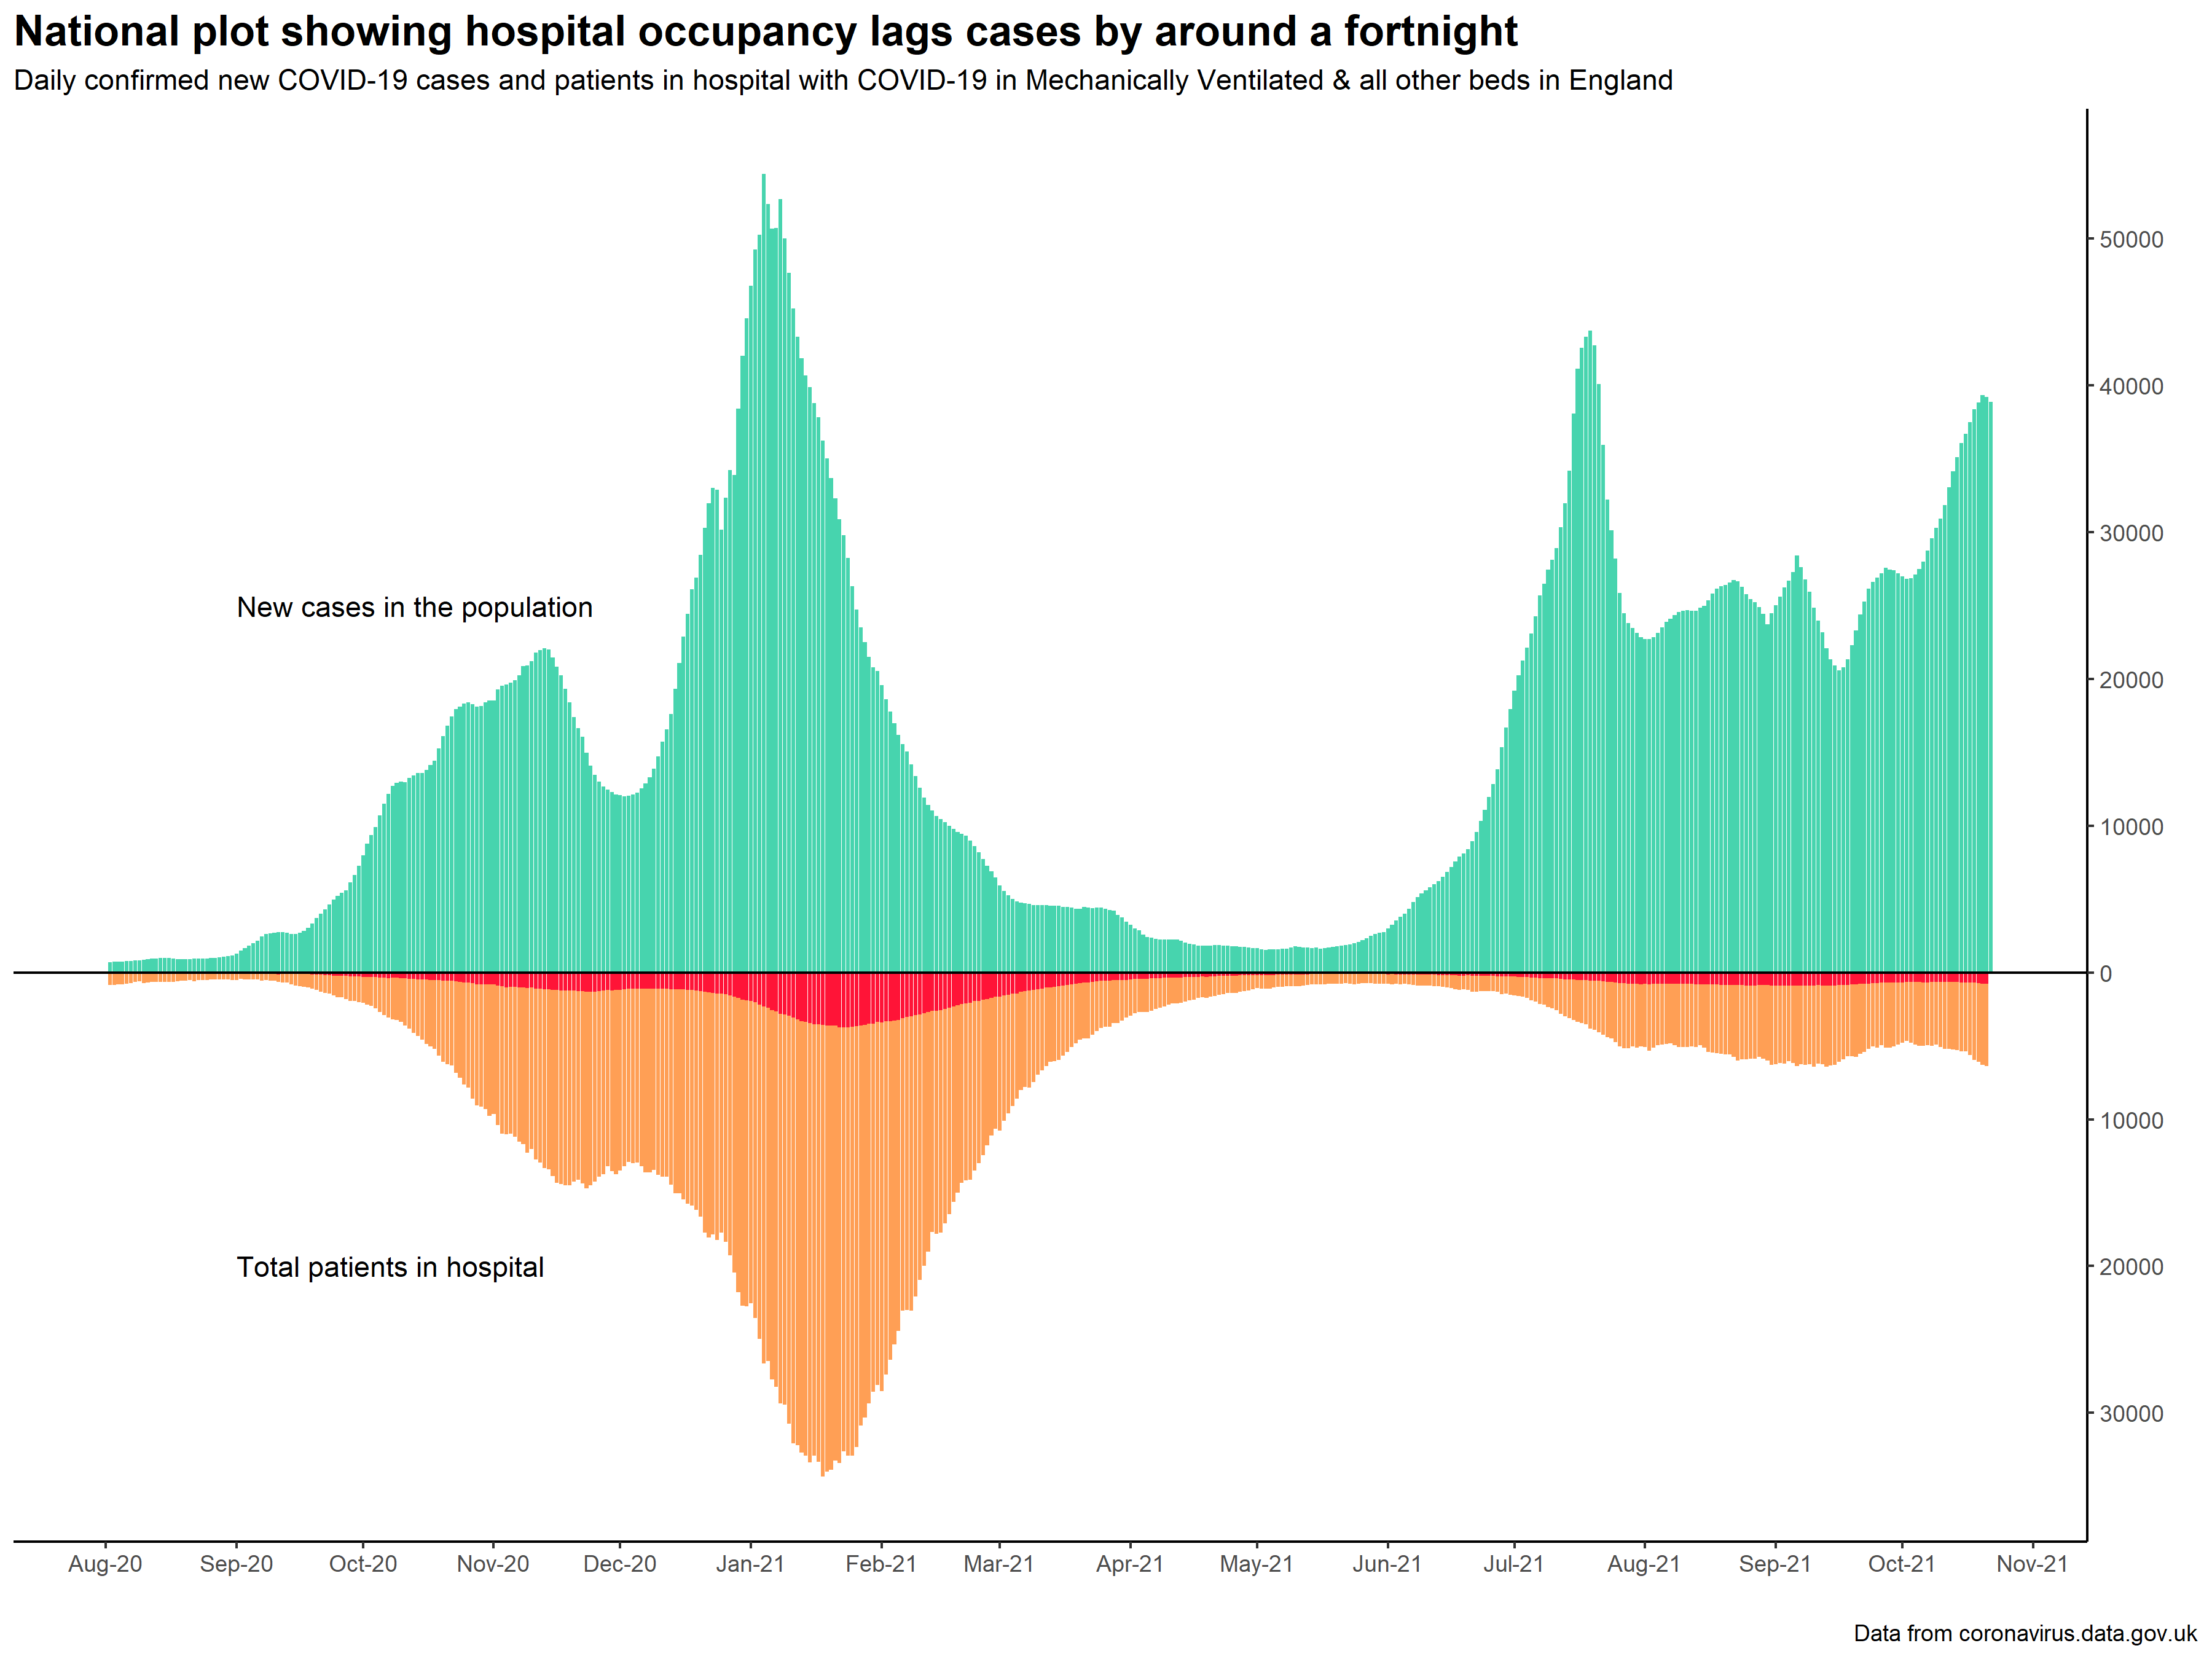 National plot showing hospital occupancy lags cases by around a fortnight
Daily confirmed new COVID-19 cases and patients in hospital with COVID-19 in Mechanically Ventilated & all other beds in England
50000
40000
30000
New cases in the population
20000
10000
0
10000
Total patients in hospital
20000
30000
Aug-20 Sep-20 Oct-20 Nov-20 Dec-20 Jan-21 Feb-21 Mar-21 Apr-21 May-21 Jun-21 Jul-21 Aug-21 Sep-21 Oct-21 Nov-21
Data from coronavirus.data.gov.uk